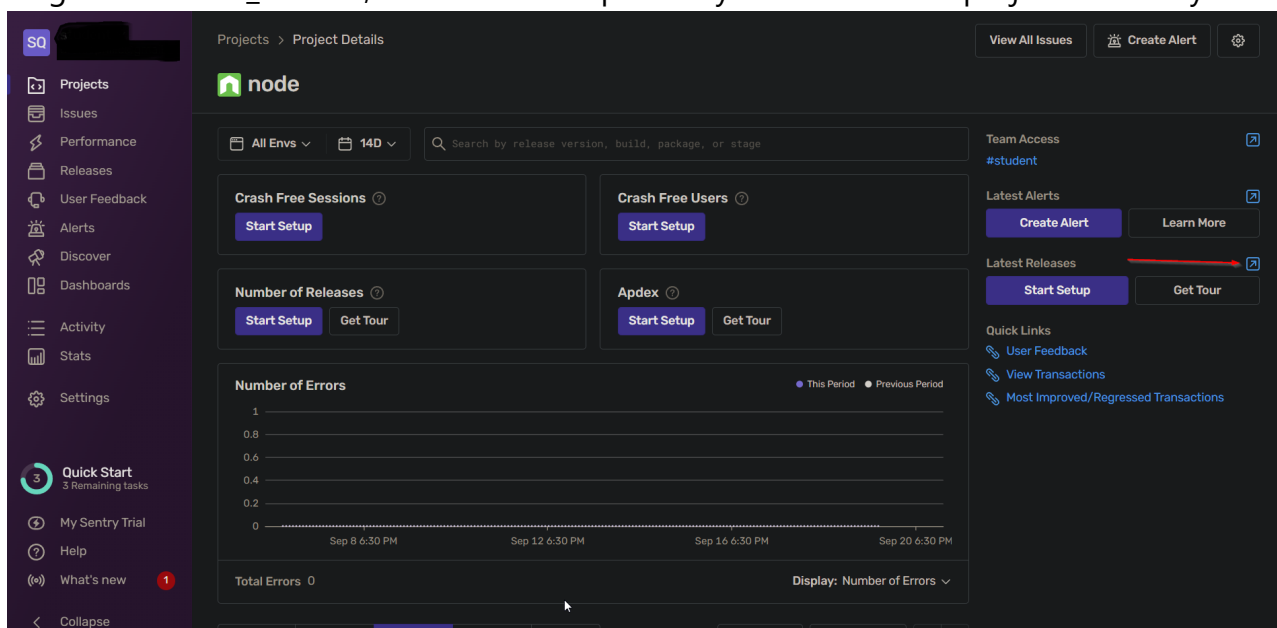 SQ
Projects
Issues
Performance
Releases
User Feedback
Alerts
Discover
Dashboards
Activity
Stats
Settings
3
Quick Start
3 Remaining tasks
My Sentry Trial
Help
What's new 1
Collapse
Projects > Project Details
View All Issues
Create Alert
node
All Envs
14D
Search by release version, build, package, or stage
Crash Free Sessions ?
Start Setup
Crash Free Users ?
Start Setup
Number of Releases ?
Start Setup Get Tour
Apdex ?
Start Setup Get Tour
Number of Errors
This Period Previous Period
1
0.8
0.6
0.4
0.2
0
Sep 8 6:30 PM Sep 12 6:30 PM Sep 16 6:30 PM Sep 20 6:30 PM
Total Errors 0
Display: Number of Errors
Team Access
#student
Latest Alerts
Create Alert Learn More
Latest Releases
Start Setup Get Tour
Quick Links
User Feedback
View Transactions
Most Improved/Regressed Transactions